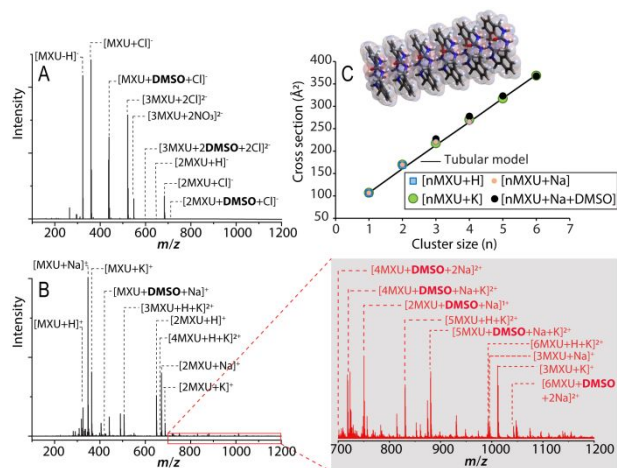 A
[MXU-H]⁻
[MXU+Cl]⁻
[MXU+DMSO+Cl]⁻
[3MXU+2Cl]²⁻
[3MXU+2NO₃]²⁻
[3MXU+2DMSO+2Cl]²⁻
[2MXU+H]⁻
[2MXU+Cl]⁻
[2MXU+DMSO+Cl]⁻
Intensity
200 400 600 800 1000 1200
m/z
C
Cross section (Å²)
400
350
300
250
200
150
100
50
Tubular model
[nMXU+H] [nMXU+Na]
[nMXU+K] [nMXU+Na+DMSO]
0 1 2 3 4 5 6 7
Cluster size (n)
B
[MXU+Na]⁺
[MXU+K]⁺
[MXU+DMSO+Na]⁺
[3MXU+H+K]²⁺
[MXU+H]⁺
[2MXU+H]⁺
[4MXU+H+K]²⁺
[2MXU+Na]⁺
[2MXU+K]⁺
Intensity
200 400 600 800 1000 1200
m/z
[4MXU+DMSO+2Na]²⁺
[4MXU+DMSO+Na+K]²⁺
[2MXU+DMSO+Na]¹⁺
[5MXU+H+K]²⁺
[5MXU+DMSO+Na+K]²⁺
[6MXU+H+K]²⁺
[3MXU+Na]⁺
[3MXU+K]⁺
[6MXU+DMSO
+2Na]²⁺
700 800 900 1000 1100 1200
m/z